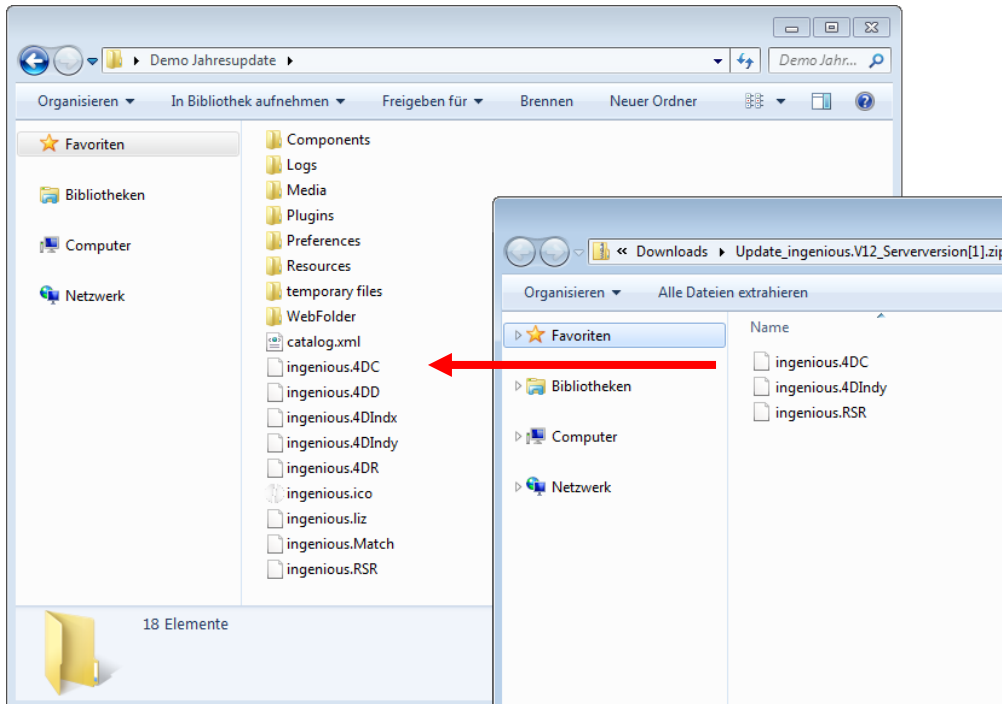 Demo Jahresupdate
Demo Jahr...
Organisieren In Bibliothek aufnehmen Freigeben für Brennen Neuer Ordner
Favoriten
Bibliotheken
Computer
Netzwerk
Components
Logs
Media
Plugins
Preferences
Resources
temporary files
WebFolder
catalog.xml
ingenious.4DC
ingenious.4DD
ingenious.4DIndx
ingenious.4DIndy
ingenious.4DR
ingenious.ico
ingenious.liz
ingenious.Match
ingenious.RSR
18 Elemente
« Downloads Update_ingenious.V12_Serverversion[1].zip
Organisieren Alle Dateien extrahieren
Favoriten
Bibliotheken
Computer
Netzwerk
Name
ingenious.4DC
ingenious.4DIndy
ingenious.RSR